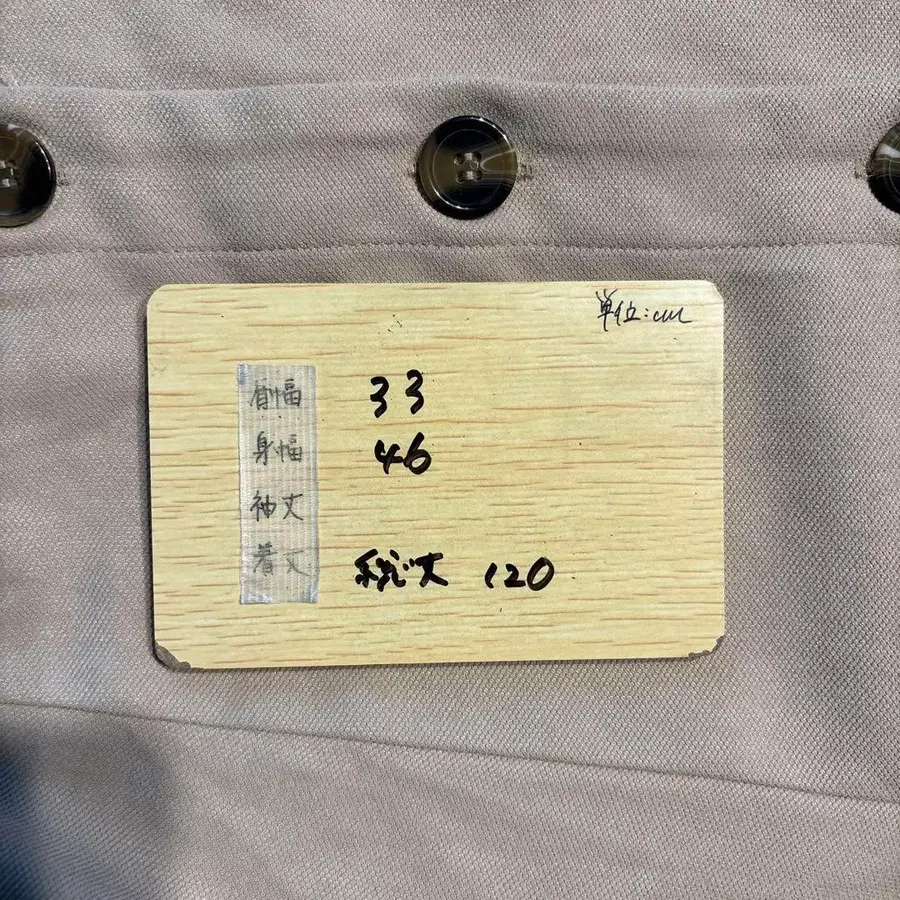 単位:cm
肩幅 33
身幅 46
袖丈
着丈 総丈 120